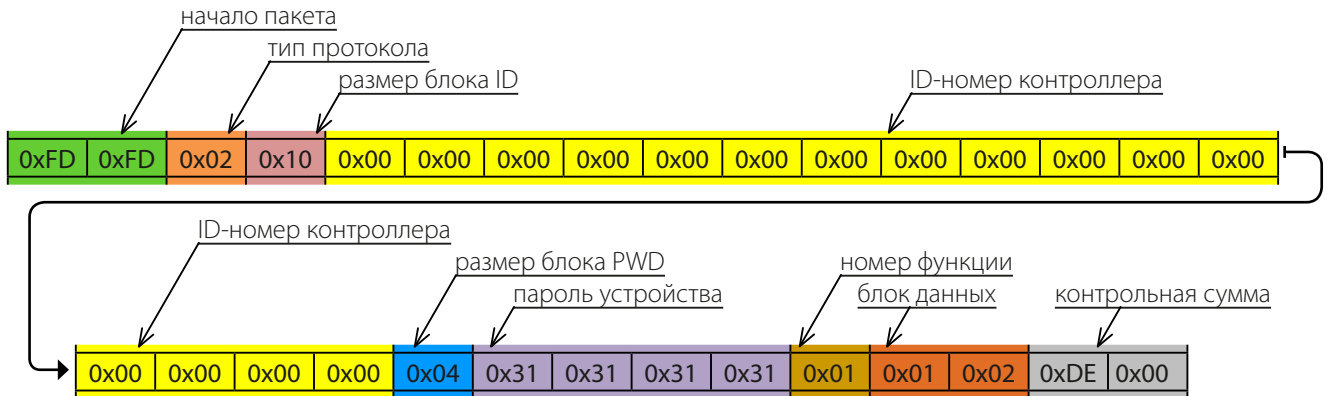 начало пакета
тип протокола
размер блока ID
ID-номер контроллера
0xFD 0xFD 0x02 0x10 0x00 0x00 0x00 0x00 0x00 0x00 0x00 0x00 0x00 0x00 0x00 0x00
ID-номер контроллера
размер блока PWD
номер функции
пароль устройства
блок данных
контрольная сумма
0x00 0x00 0x00 0x00 0x04 0x31 0x31 0x31 0x31 0x01 0x01 0x02 0xDE 0x00